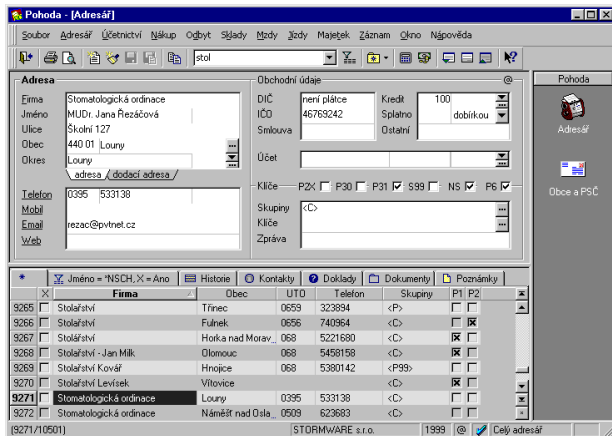 Pohoda - [Adresář]
Soubor Adresář Účetnictví Nákup Odbyt Sklady Mzdy Jízdy Majetek Záznam Okno Nápověda
stol
Adresa
Firma Stomatologická ordinace
Jméno MUDr. Jana Řezáčová
Ulice Školní 127
Obec 440 01 Louny
Okres Louny
adresa dodací adresa
Telefon 0395 533138
Mobil
Email rezac@pvtnet.cz
Web
Obchodní údaje @
DIČ není plátce Kredit 100
IČO 46769242 Splatno dobírkou
Smlouva Ostatní
Účet
Klíče P2X P30 P31 S99 NS P6
Skupiny <C>
Klíče
Zpráva
Pohoda
Adresář
Obce a PSČ
* Jméno = *NSCH, X = Ano Historie Kontakty Doklady Dokumenty Poznámky
X Firma Obec UTO Telefon Skupiny P1 P2
9265 Stolařství Třinec 0659 323894 <P>
9266 Stolařství Fulnek 0656 740964 <C>
9267 Stolářství Horka nad Morav_ 068 5221680 <C>
9268 Stolařství - Jan Milk Olomouc 068 5458158 <C>
9269 Stolařství Kovář Hnojice 068 5380142 <P99>
9270 Stolařství Levísek Vítovice <C>
9271 Stomatologická ordinace Louny 0395 533138 <C>
9272 Stomatologická ordinace Náměšť nad Osla_ 0509 623683 <C>
(9271/10501) STORMWARE s.r.o. 1999 @ Celý adresář